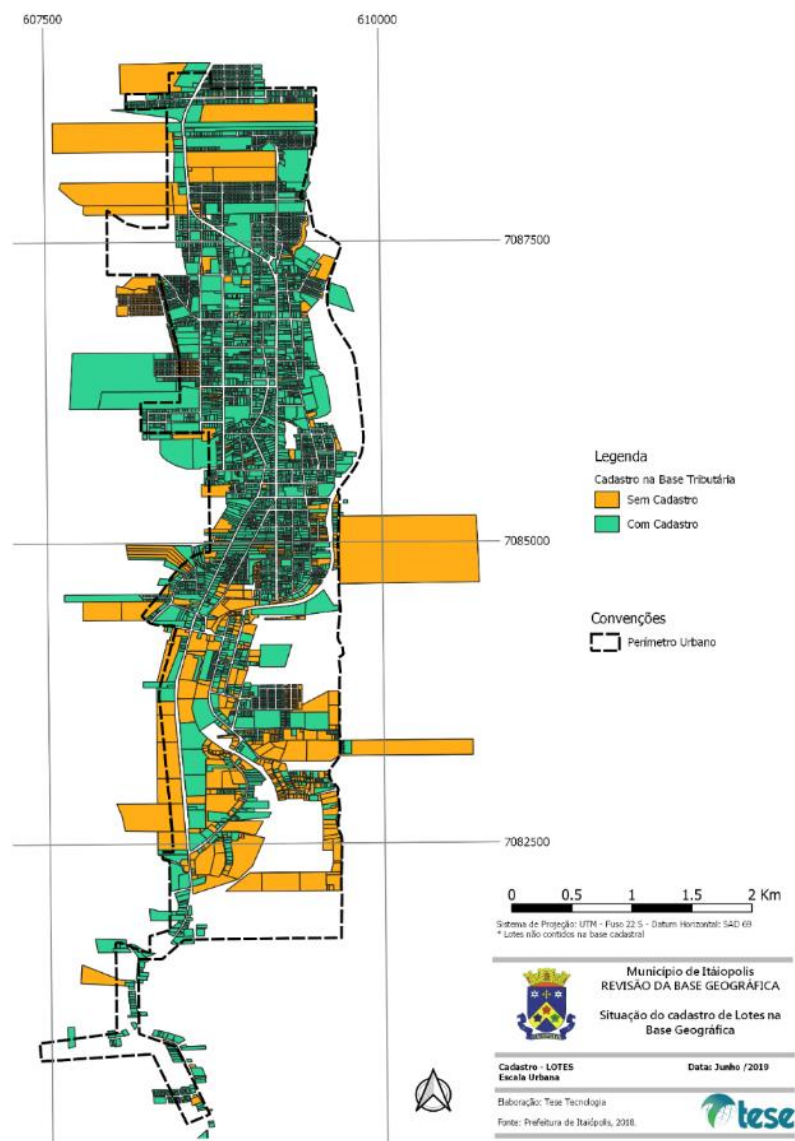 607500
610000
7087500
Legenda
Cadastro na Base Tributária
Sem Cadastro
Com Cadastro
7085000
Convenções
Perímetro Urbano
7082500
0 0.5 1 1.5 2 Km
Sistema de Projeção: UTM - Fuso 22 S - Datum Horizontal: SAD 69
* Lotes não contidos na base cadastral
Município de Itáiopolis
REVISÃO DA BASE GEOGRÁFICA
Situação do cadastro de Lotes na
Base Geográfica
Cadastro - LOTES
Escala Urbana
Data: Junho /2019
Elaboração: Tese Tecnologia
Fonte: Prefeitura de Itaiópolis, 2018.
tese